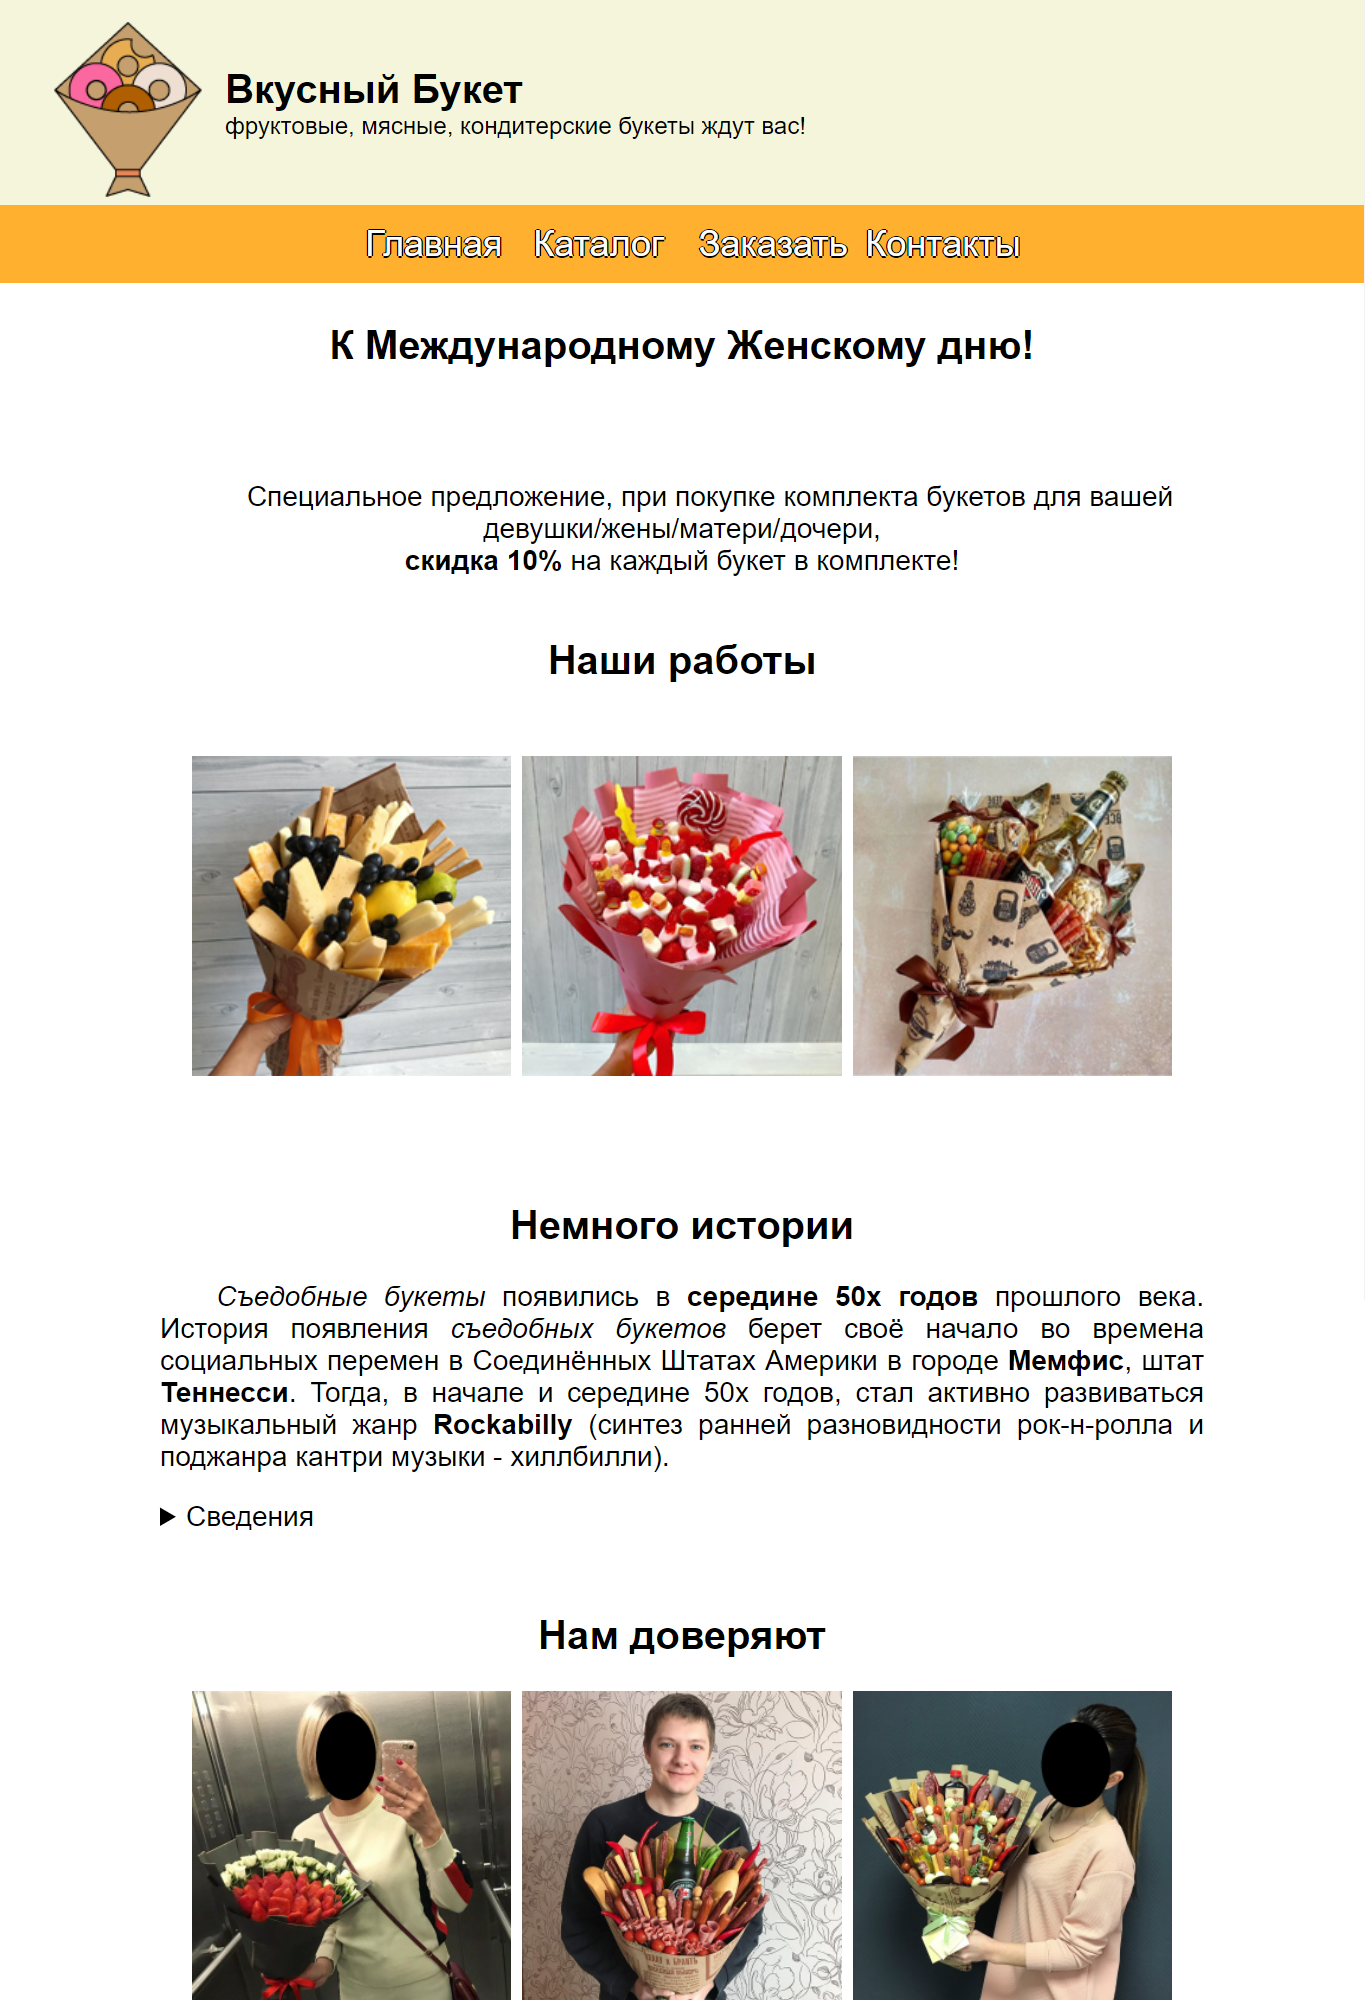 Вкусный Букет
фруктовые, мясные, кондитерские букеты ждут вас!
Главная Каталог Заказать Контакты
К Международному Женскому дню!
Специальное предложение, при покупке комплекта букетов для вашей
девушки/жены/матери/дочери,
скидка 10% на каждый букет в комплекте!
Наши работы
Немного истории
Съедобные букеты появились в середине 50х годов прошлого века.
История появления съедобных букетов берет своё начало во времена
социальных перемен в Соединённых Штатах Америки в городе Мемфис, штат
Теннесси. Тогда, в начале и середине 50х годов, стал активно развиваться
музыкальный жанр Rockabilly (синтез ранней разновидности рок-н-ролла и
поджанра кантри музыки - хиллбилли).
Сведения
Нам доверяют